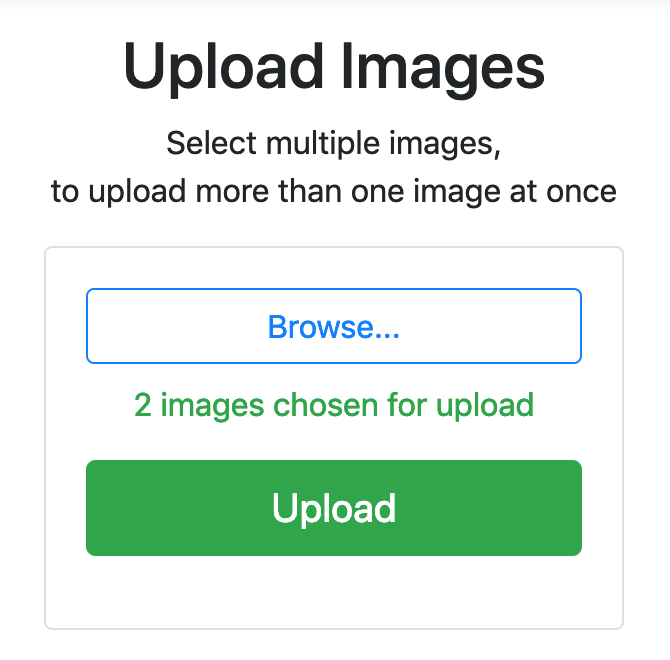 Upload Images
Select multiple images,
to upload more than one image at once
Browse...
2 images chosen for upload
Upload